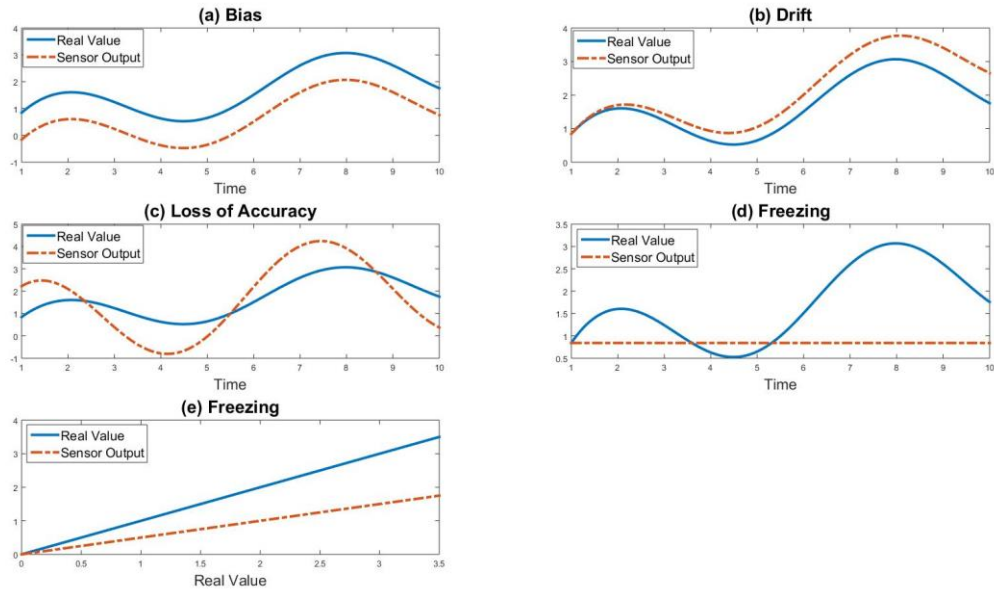 (a) Bias
4
3
2
1
0
-1
Real Value
Sensor Output
1 2 3 4 5 6 7 8 9 10
Time
(b) Drift
4
3
2
1
0
Real Value
Sensor Output
1 2 3 4 5 6 7 8 9 10
Time
(c) Loss of Accuracy
5
4
3
2
1
0
-1
Real Value
Sensor Output
1 2 3 4 5 6 7 8 9 10
Time
(d) Freezing
3.5
3
2.5
2
1.5
1
0.5
Real Value
Sensor Output
1 2 3 4 5 6 7 8 9 10
Time
(e) Freezing
4
3
2
1
0
Real Value
Sensor Output
0 0.5 1 1.5 2 2.5 3 3.5
Real Value